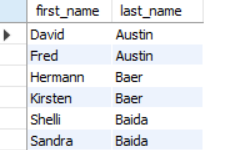 first_name last_name
David Austin
Fred Austin
Hermann Baer
Kirsten Baer
Shelli Baida
Sandra Baida